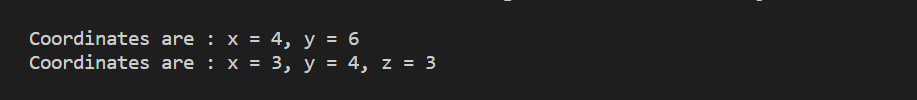 Coordinates are : x = 4, y = 6
Coordinates are : x = 3, y = 4, z = 3